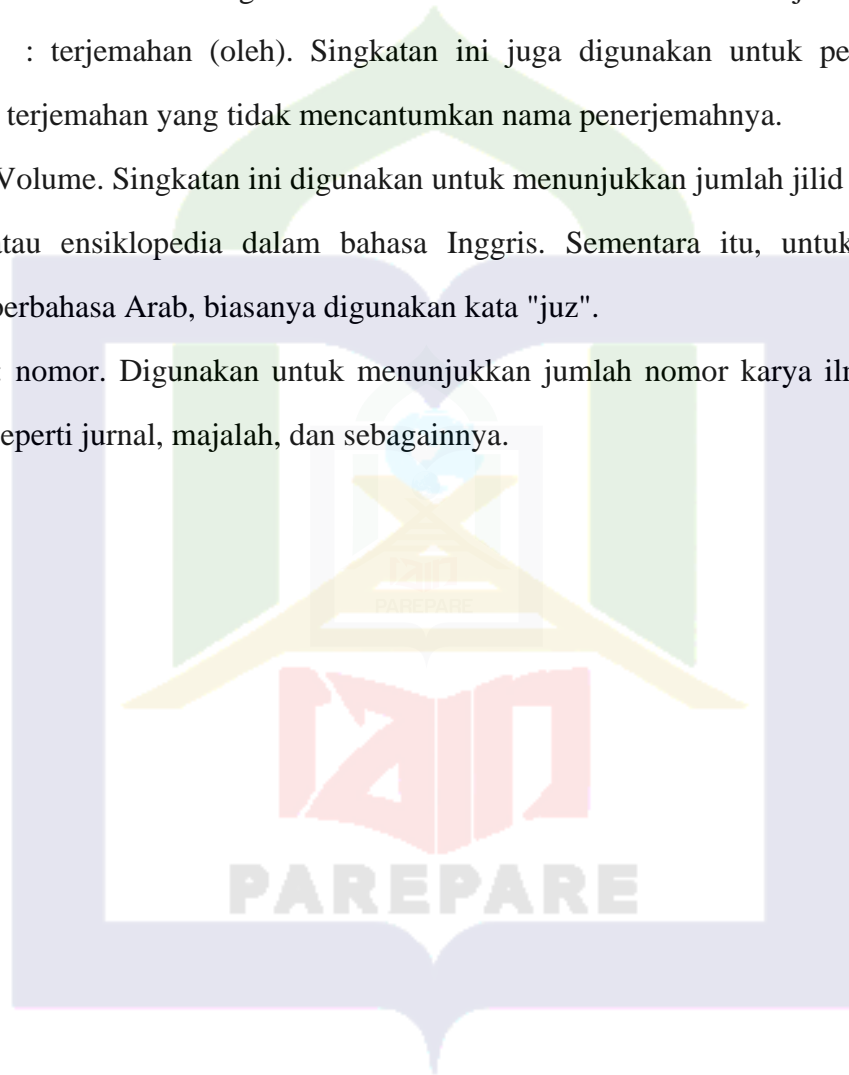 : terjemahan (oleh). Singkatan ini juga digunakan untuk
terjemahan yang tidak mencantumkan nama penerjemahnya.
Volume. Singkatan ini digunakan untuk menunjukkan jumlah jilid
atau ensiklopedia dalam bahasa Inggris. Sementara itu, untuk
berbahasa Arab, biasanya digunakan kata "juz".
: nomor. Digunakan untuk menunjukkan jumlah nomor karya
seperti jurnal, majalah, dan sebagainnya.
PAREPARE
PAREPARE